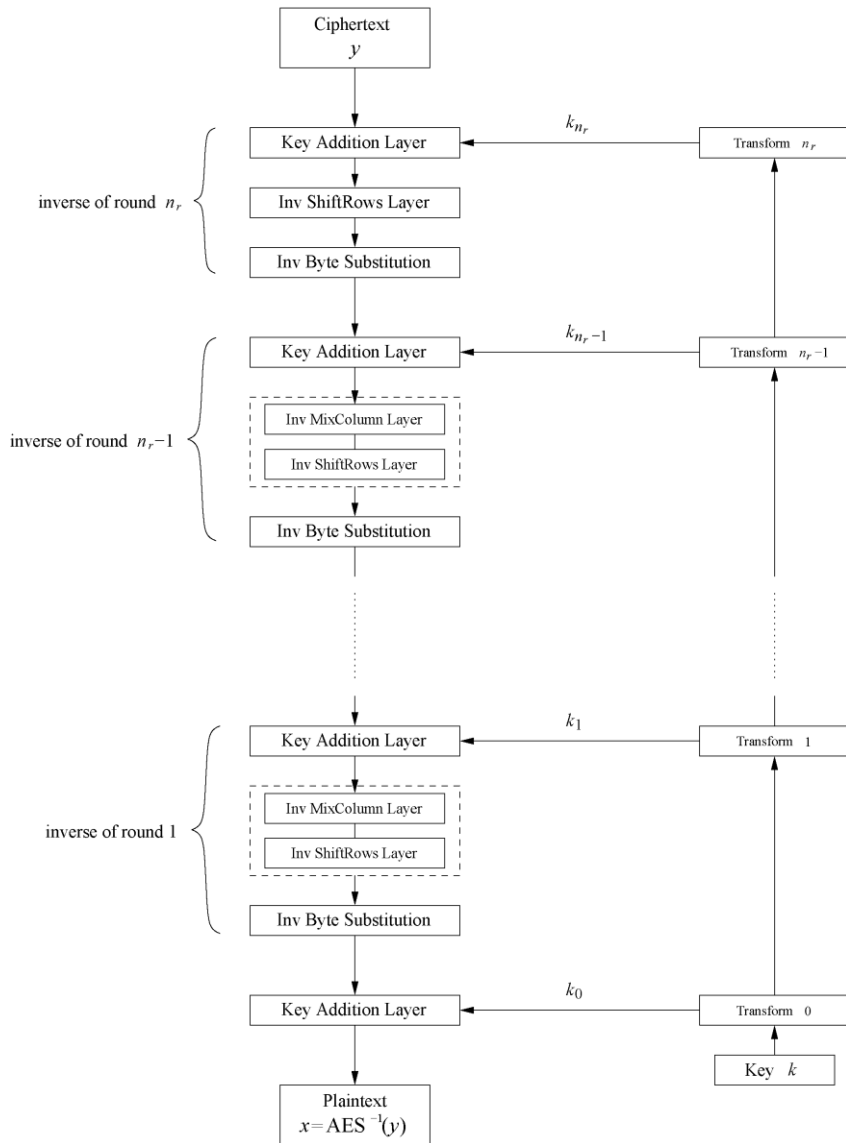 Ciphertext
y
k_{n_r}
Key Addition Layer
Transform n_r
inverse of round n_r
Inv ShiftRows Layer
Inv Byte Substitution
k_{n_r-1}
Key Addition Layer
Transform n_r-1
Inv MixColumn Layer
inverse of round n_r-1
Inv ShiftRows Layer
Inv Byte Substitution
k_1
Key Addition Layer
Transform 1
Inv MixColumn Layer
inverse of round 1
Inv ShiftRows Layer
Inv Byte Substitution
k_0
Key Addition Layer
Transform 0
Key k
Plaintext
x=AES^{-1}(y)